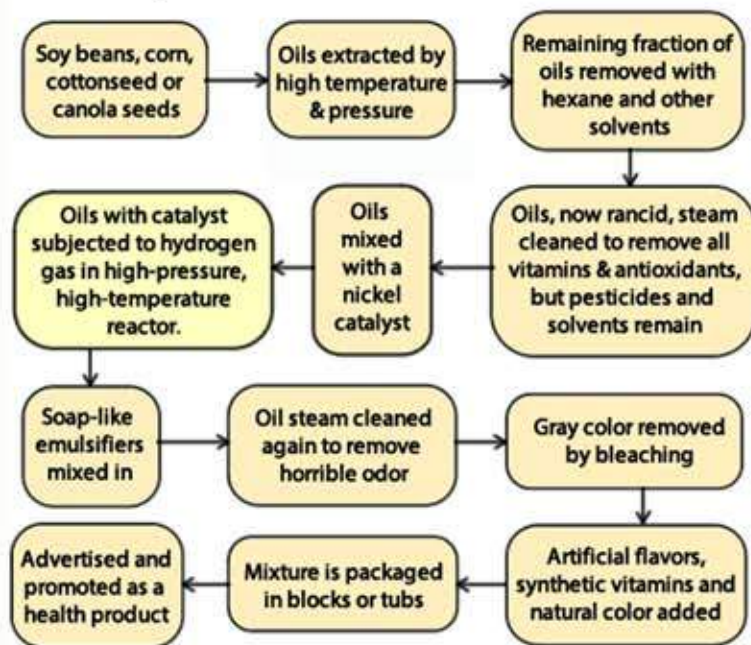 Soy beans, corn,
cottonseed or
canola seeds
Oils extracted by
high temperature
& pressure
Remaining fraction of
oils removed with
hexane and other
solvents
Oils, now rancid, steam
cleaned to remove all
vitamins & antioxidants,
but pesticides and
solvents remain
Oils
mixed
with a
nickel
catalyst
Oils with catalyst
subjected to hydrogen
gas in high-pressure,
high-temperature
reactor.
Soap-like
emulsifiers
mixed in
Oil steam cleaned
again to remove
horrible odor
Gray color removed
by bleaching
Artificial flavors,
synthetic vitamins and
natural color added
Mixture is packaged
in blocks or tubs
Advertised and
promoted as a
health product